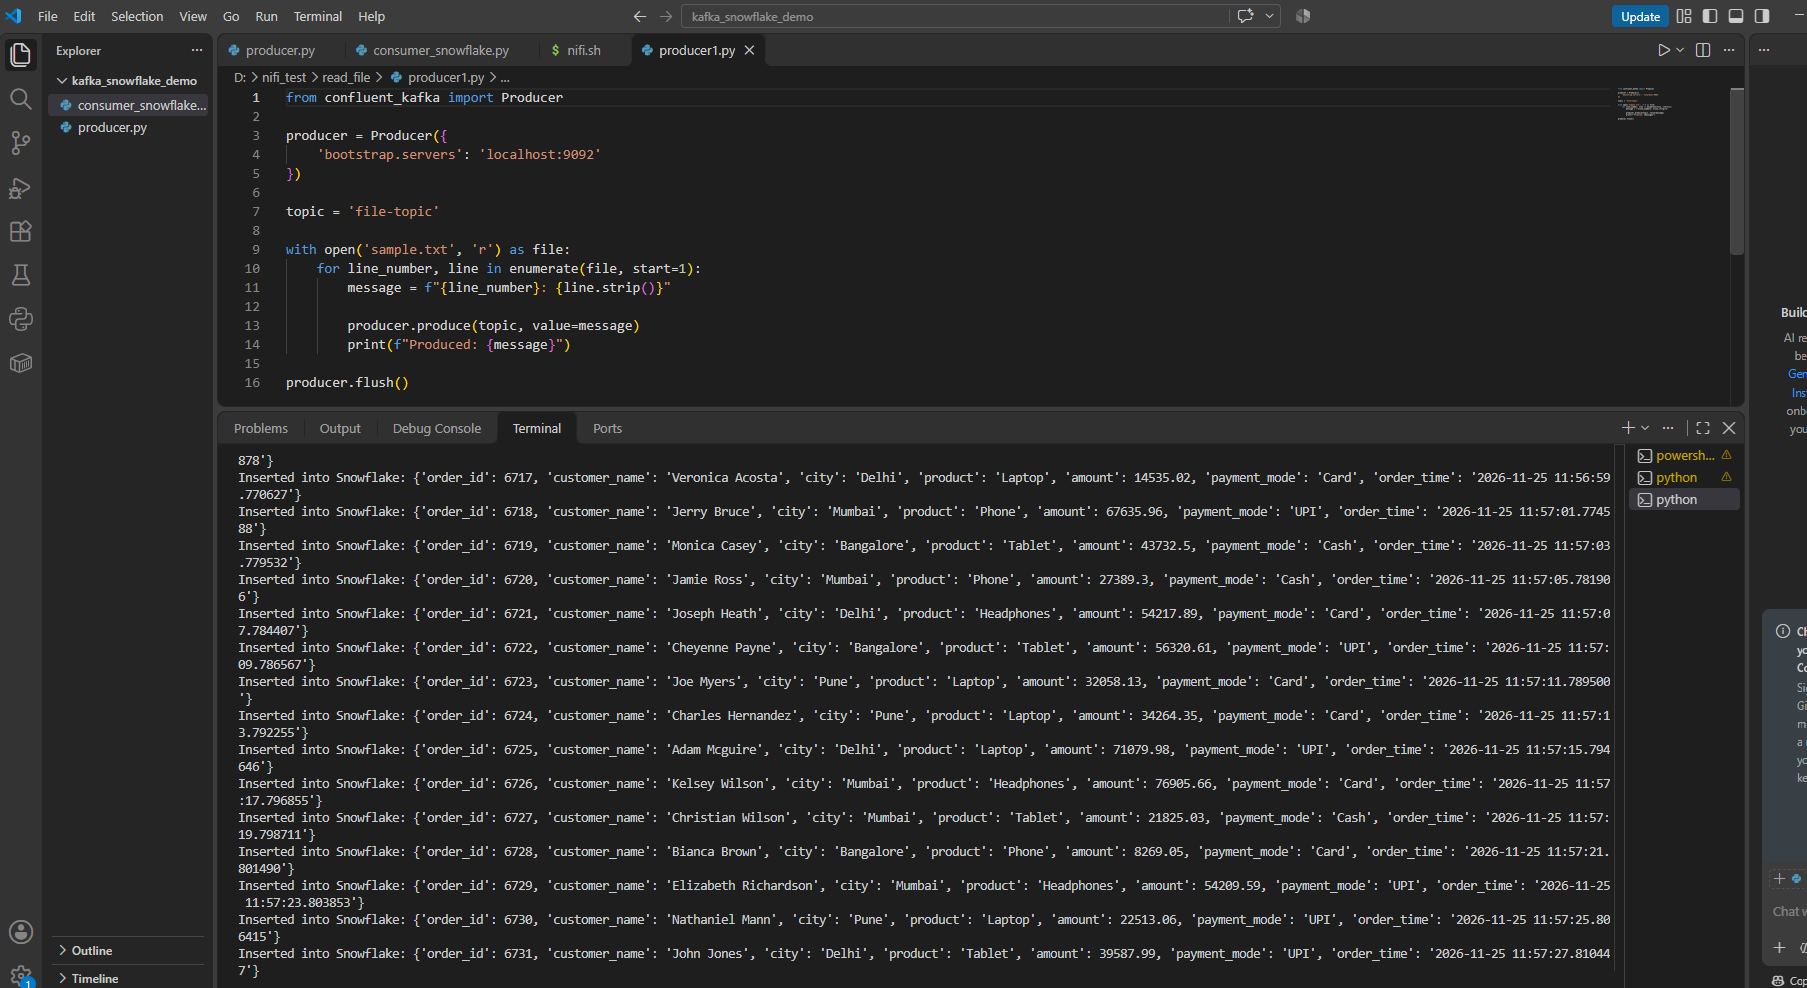 File Edit Selection View Go Run Terminal Help
kafka_snowflake_demo
Update
Explorer
kafka_snowflake_demo
consumer_snowflake...
producer.py
Outline
Timeline
1
producer.py consumer_snowflake.py $ nifi.sh producer1.py
D: > nifi_test > read_file > producer1.py > ...
1 from confluent_kafka import Producer
2
3 producer = Producer({
4 'bootstrap.servers': 'localhost:9092'
5 })
6
7 topic = 'file-topic'
8
9 with open('sample.txt', 'r') as file:
10 for line_number, line in enumerate(file, start=1):
11 message = f"{line_number}: {line.strip()}"
12
13 producer.produce(topic, value=message)
14 print(f"Produced: {message}")
15
16 producer.flush()
Problems Output Debug Console Terminal Ports
878'}
Inserted into Snowflake: {'order_id': 6717, 'customer_name': 'Veronica Acosta', 'city': 'Delhi', 'product': 'Laptop', 'amount': 14535.02, 'payment_mode': 'Card', 'order_time': '2026-11-25 11:56:59
.770627'}
Inserted into Snowflake: {'order_id': 6718, 'customer_name': 'Jerry Bruce', 'city': 'Mumbai', 'product': 'Phone', 'amount': 67635.96, 'payment_mode': 'UPI', 'order_time': '2026-11-25 11:57:01.7745
88'}
Inserted into Snowflake: {'order_id': 6719, 'customer_name': 'Monica Casey', 'city': 'Bangalore', 'product': 'Tablet', 'amount': 43732.5, 'payment_mode': 'Cash', 'order_time': '2026-11-25 11:57:03
.779532'}
Inserted into Snowflake: {'order_id': 6720, 'customer_name': 'Jamie Ross', 'city': 'Mumbai', 'product': 'Phone', 'amount': 27389.3, 'payment_mode': 'Cash', 'order_time': '2026-11-25 11:57:05.78190
6'}
Inserted into Snowflake: {'order_id': 6721, 'customer_name': 'Joseph Heath', 'city': 'Delhi', 'product': 'Headphones', 'amount': 54217.89, 'payment_mode': 'Card', 'order_time': '2026-11-25 11:57:0
7.784407'}
Inserted into Snowflake: {'order_id': 6722, 'customer_name': 'Cheyenne Payne', 'city': 'Bangalore', 'product': 'Tablet', 'amount': 56320.61, 'payment_mode': 'UPI', 'order_time': '2026-11-25 11:57:
09.786567'}
Inserted into Snowflake: {'order_id': 6723, 'customer_name': 'Joe Myers', 'city': 'Pune', 'product': 'Laptop', 'amount': 32058.13, 'payment_mode': 'Card', 'order_time': '2026-11-25 11:57:11.789500
'}
Inserted into Snowflake: {'order_id': 6724, 'customer_name': 'Charles Hernandez', 'city': 'Pune', 'product': 'Laptop', 'amount': 34264.35, 'payment_mode': 'Card', 'order_time': '2026-11-25 11:57:1
3.792255'}
Inserted into Snowflake: {'order_id': 6725, 'customer_name': 'Adam Mcguire', 'city': 'Delhi', 'product': 'Laptop', 'amount': 71079.98, 'payment_mode': 'UPI', 'order_time': '2026-11-25 11:57:15.794
646'}
Inserted into Snowflake: {'order_id': 6726, 'customer_name': 'Kelsey Wilson', 'city': 'Mumbai', 'product': 'Headphones', 'amount': 76905.66, 'payment_mode': 'Card', 'order_time': '2026-11-25 11:57
:17.796855'}
Inserted into Snowflake: {'order_id': 6727, 'customer_name': 'Christian Wilson', 'city': 'Mumbai', 'product': 'Tablet', 'amount': 21825.03, 'payment_mode': 'Cash', 'order_time': '2026-11-25 11:57:
19.798711'}
Inserted into Snowflake: {'order_id': 6728, 'customer_name': 'Bianca Brown', 'city': 'Bangalore', 'product': 'Phone', 'amount': 8269.05, 'payment_mode': 'Card', 'order_time': '2026-11-25 11:57:21.
801490'}
Inserted into Snowflake: {'order_id': 6729, 'customer_name': 'Elizabeth Richardson', 'city': 'Mumbai', 'product': 'Headphones', 'amount': 54209.59, 'payment_mode': 'UPI', 'order_time': '2026-11-25
11:57:23.803853'}
Inserted into Snowflake: {'order_id': 6730, 'customer_name': 'Nathaniel Mann', 'city': 'Pune', 'product': 'Laptop', 'amount': 22513.06, 'payment_mode': 'UPI', 'order_time': '2026-11-25 11:57:25.80
6415'}
Inserted into Snowflake: {'order_id': 6731, 'customer_name': 'John Jones', 'city': 'Delhi', 'product': 'Tablet', 'amount': 39587.99, 'payment_mode': 'UPI', 'order_time': '2026-11-25 11:57:27.81044
7'}
powersh...
python
python
Build
AI re
be
Gen
Ins
onb
you